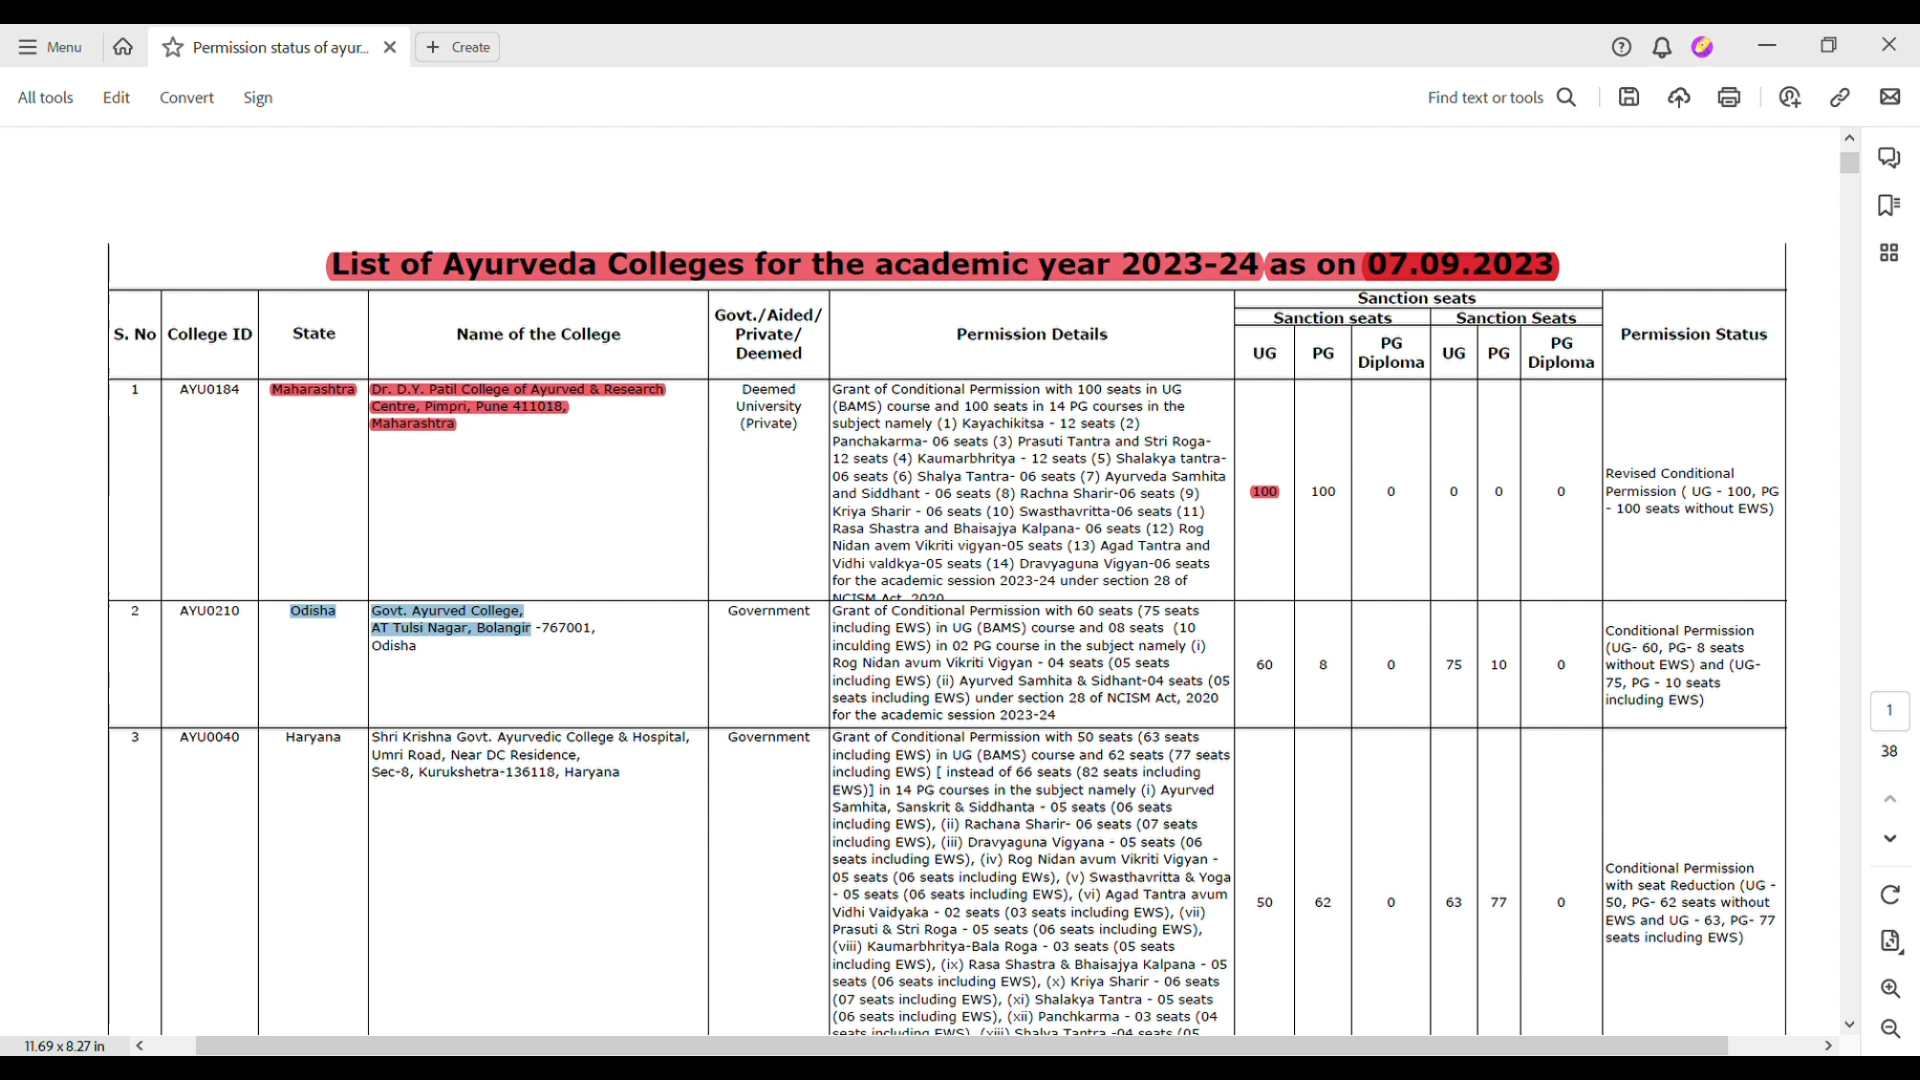 Menu
Permission status of ayur...
Create
All tools
Edit
Convert
Sign
Find text or tools
List of Ayurveda Colleges for the academic year 2023-24 as on 07.09.2023
S. No
College ID
State
Name of the College
Govt./Aided/
Private/
Deemed
Permission Details
Sanction seats
Sanction seats
Sanction Seats
UG
PG
PG
Diploma
UG
PG
PG
Diploma
Permission Status
1
AYU0184
Maharashtra
Dr. D.Y. Patil College of Ayurved & Research
Centre, Pimpri, Pune 411018,
Maharashtra
Deemed
University
(Private)
Grant of Conditional Permission with 100 seats in UG
(BAMS) course and 100 seats in 14 PG courses in the
subject namely (1) Kayachikitsa - 12 seats (2)
Panchakarma- 06 seats (3) Prasuti Tantra and Stri Roga-
12 seats (4) Kaumarbhritya - 12 seats (5) Shalakya tantra-
06 seats (6) Shalya Tantra- 06 seats (7) Ayurveda Samhita
and Siddhant - 06 seats (8) Rachna Sharir-06 seats (9)
Kriya Sharir - 06 seats (10) Swasthavritta-06 seats (11)
Rasa Shastra and Bhaisajya Kalpana- 06 seats (12) Rog
Nidan avem Vikriti vigyan-05 seats (13) Agad Tantra and
Vidhi valdkya-05 seats (14) Dravyaguna Vigyan-06 seats
for the academic session 2023-24 under section 28 of
NCISM Act, 2020
100
100
0
0
0
0
Revised Conditional
Permission ( UG - 100, PG
- 100 seats without EWS)
2
AYU0210
Odisha
Govt. Ayurved College,
AT Tulsi Nagar, Bolangir -767001,
Odisha
Government
Grant of Conditional Permission with 60 seats (75 seats
including EWS) in UG (BAMS) course and 08 seats (10
inculding EWS) in 02 PG course in the subject namely (i)
Rog Nidan avum Vikriti Vigyan - 04 seats (05 seats
including EWS) (ii) Ayurved Samhita & Sidhant-04 seats (05
seats including EWS) under section 28 of NCISM Act, 2020
for the academic session 2023-24
60
8
0
75
10
0
Conditional Permission
(UG- 60, PG- 8 seats
without EWS) and (UG-
75, PG - 10 seats
including EWS)
3
AYU0040
Haryana
Shri Krishna Govt. Ayurvedic College & Hospital,
Umri Road, Near DC Residence,
Sec-8, Kurukshetra-136118, Haryana
Government
Grant of Conditional Permission with 50 seats (63 seats
including EWS) in UG (BAMS) course and 62 seats (77 seats
including EWS) [ instead of 66 seats (82 seats including
EWS)] in 14 PG courses in the subject namely (i) Ayurved
Samhita, Sanskrit & Siddhanta - 05 seats (06 seats
including EWS), (ii) Rachana Sharir- 06 seats (07 seats
including EWS), (iii) Dravyaguna Vigyana - 05 seats (06
seats including EWS), (iv) Rog Nidan avum Vikriti Vigyan -
05 seats (06 seats including EWs), (v) Swasthavritta & Yoga
- 05 seats (06 seats including EWS), (vi) Agad Tantra avum
Vidhi Vaidyaka - 02 seats (03 seats including EWS), (vii)
Prasuti & Stri Roga - 05 seats (06 seats including EWS),
(viii) Kaumarbhritya-Bala Roga - 03 seats (05 seats
including EWS), (ix) Rasa Shastra & Bhaisajya Kalpana - 05
seats (06 seats including EWS), (x) Kriya Sharir - 06 seats
(07 seats including EWS), (xi) Shalakya Tantra - 05 seats
(06 seats including EWS), (xii) Panchkarma - 03 seats (04
seats including EWS), (xiii) Shalya Tantra -04 seats (05
50
62
0
63
77
0
Conditional Permission
with seat Reduction (UG -
50, PG- 62 seats without
EWS and UG - 63, PG- 77
seats including EWS)
1
38
11.69 x 8.27 in